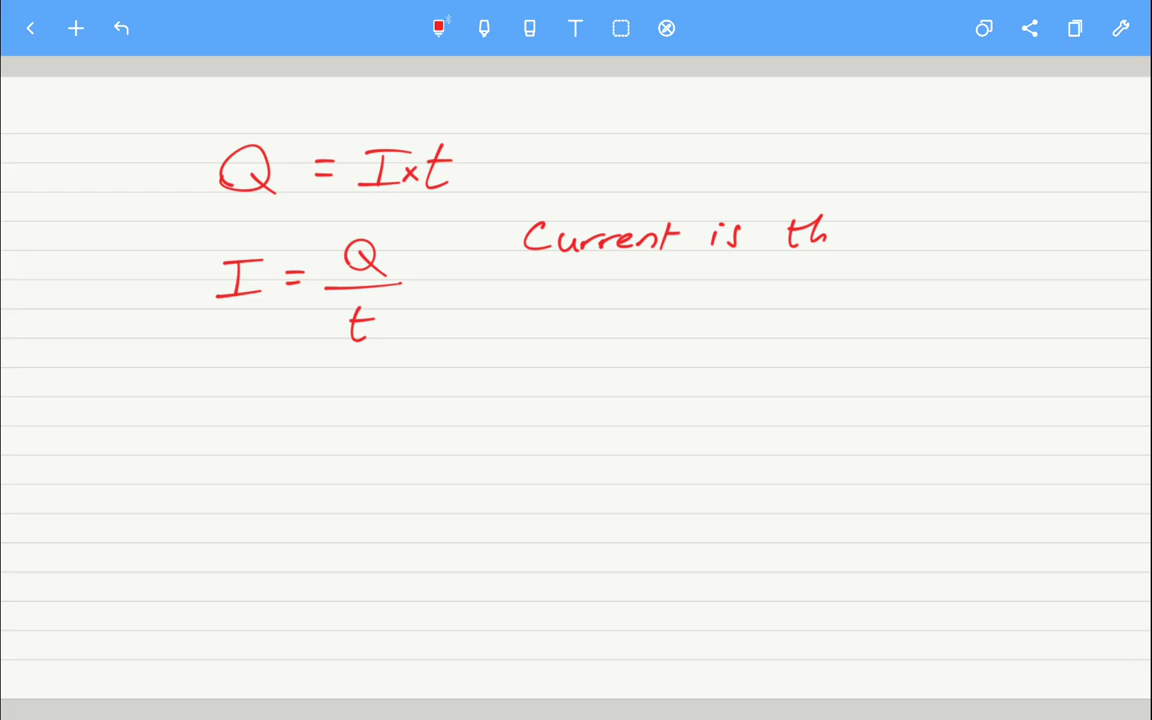 Q = I × t
Current is th
I = Q / t